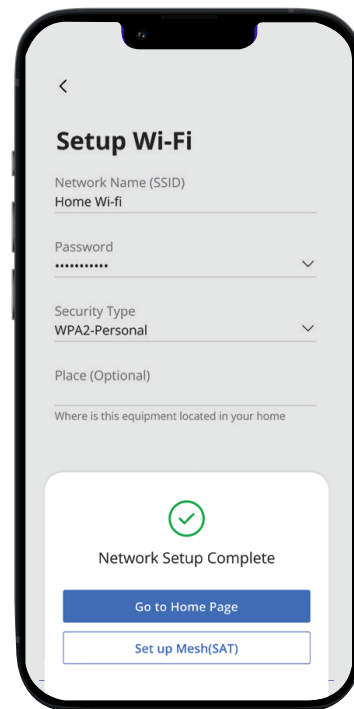 Setup Wi-Fi
Network Name (SSID)
Home Wi-fi
Password
•••••••••••
Security Type
WPA2-Personal
Place (Optional)
Where is this equipment located in your home
Network Setup Complete
Go to Home Page
Set up Mesh(SAT)